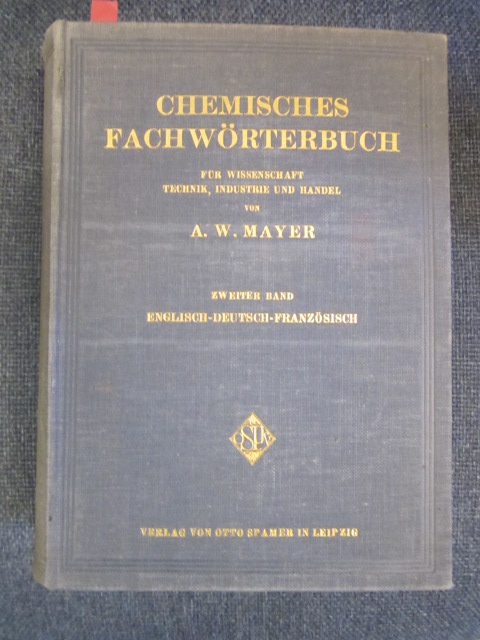 CHEMISCHES
FACHWÖRTERBUCH
FÜR WISSENSCHAFT
TECHNIK, INDUSTRIE UND HANDEL
VON
A. W. MAYER
ZWEITER BAND
ENGLISCH-DEUTSCH-FRANZÖSISCH
VERLAG VON OTTO SPAMER IN LEIPZIG